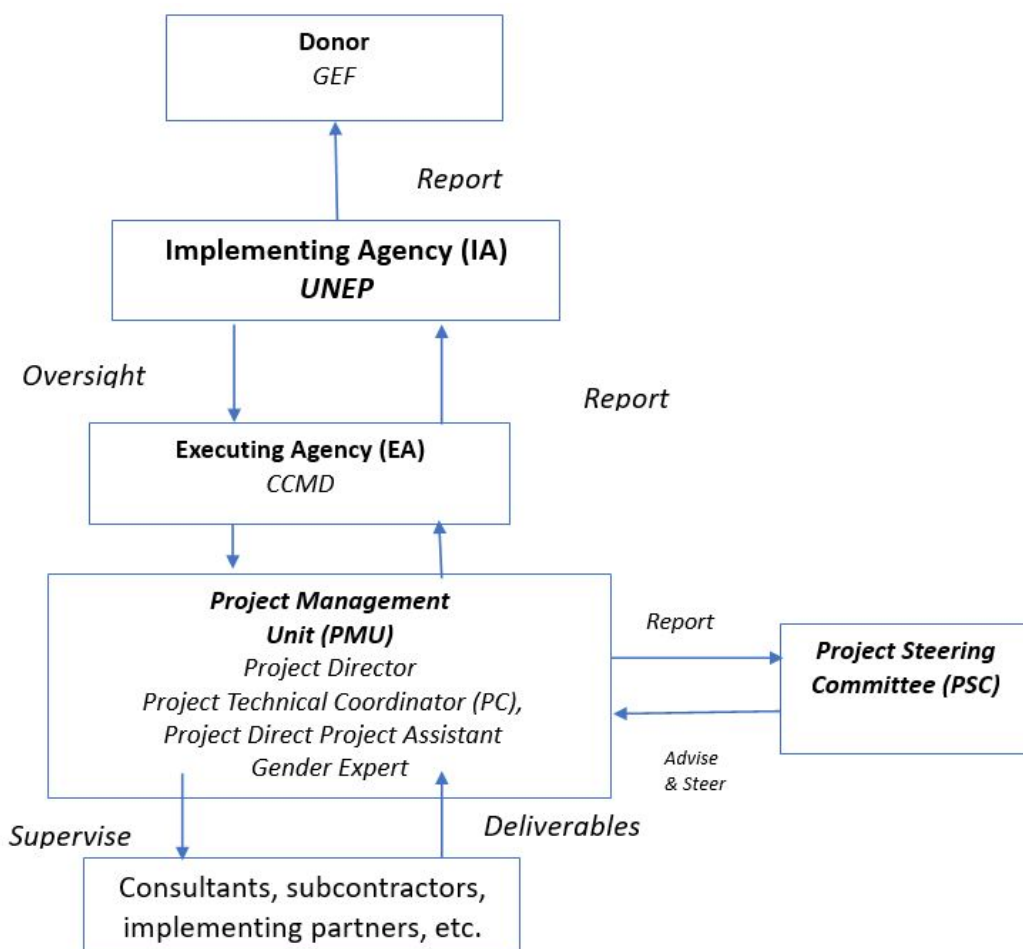 Donor
GEF
Report
Implementing Agency (IA)
UNEP
Oversight
Report
Executing Agency (EA)
CCMD
Project Management
Unit (PMU)
Project Director
Project Technical Coordinator (PC),
Project Direct Project Assistant
Gender Expert
Report
Project Steering
Committee (PSC)
Advise
& Steer
Supervise
Deliverables
Consultants, subcontractors,
implementing partners, etc.